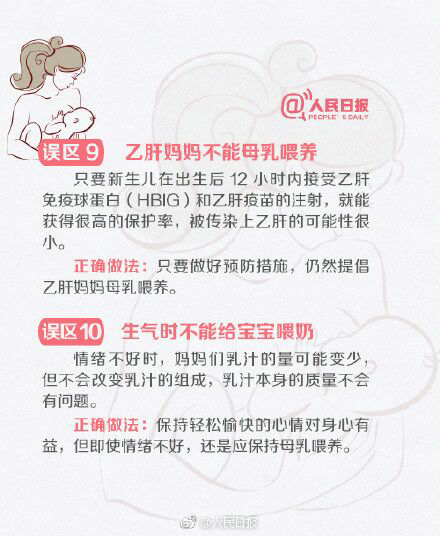 @人民日报
PEOPLE'S DAILY
误区9 乙肝妈妈不能母乳喂养
只要新生儿在出生后 12 小时内接受乙肝
免疫球蛋白（HBIG）和乙肝疫苗的注射，就能
获得很高的保护率，被传染上乙肝的可能性很
小。
正确做法：只要做好预防措施，仍然提倡
乙肝妈妈母乳喂养。
误区10 生气时不能给宝宝喂奶
情绪不好时，妈妈们乳汁的量可能变少，
但不会改变乳汁的组成，乳汁本身的质量不会
有问题。
正确做法：保持轻松愉快的心情对身心有
益，但即使情绪不好，还是应保持母乳喂养。
@人民日报